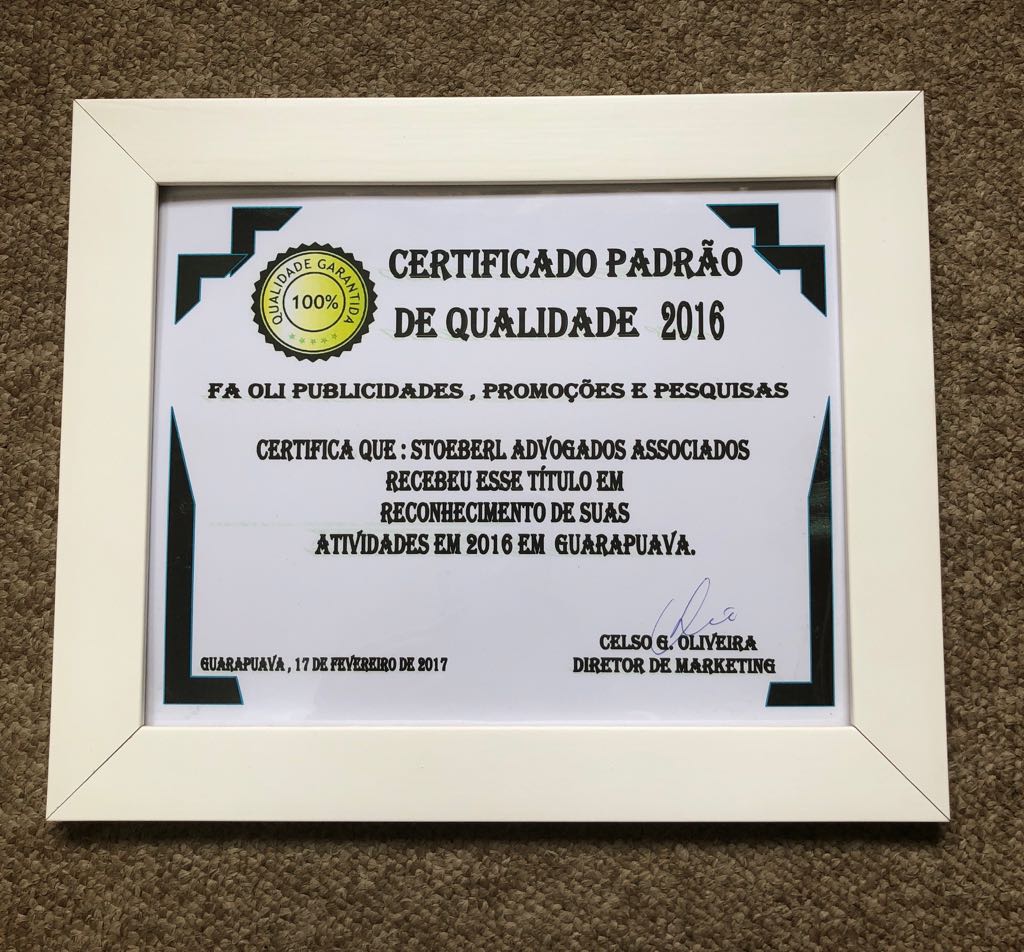 CERTIFICADO PADRÃO
DE QUALIDADE 2016
QUALIDADE GARANTIDA
100%
FA OLI PUBLICIDADES , PROMOÇÕES E PESQUISAS
CERTIFICA QUE : STOEBERL ADVOGADOS ASSOCIADOS
RECEBEU ESSE TÍTULO EM
RECONHECIMENTO DE SUAS
ATIVIDADES EM 2016 EM GUARAPUAVA.
CELSO G. OLIVEIRA
DIRETOR DE MARKETING
GUARAPUAVA , 17 DE FEVEREIRO DE 2017